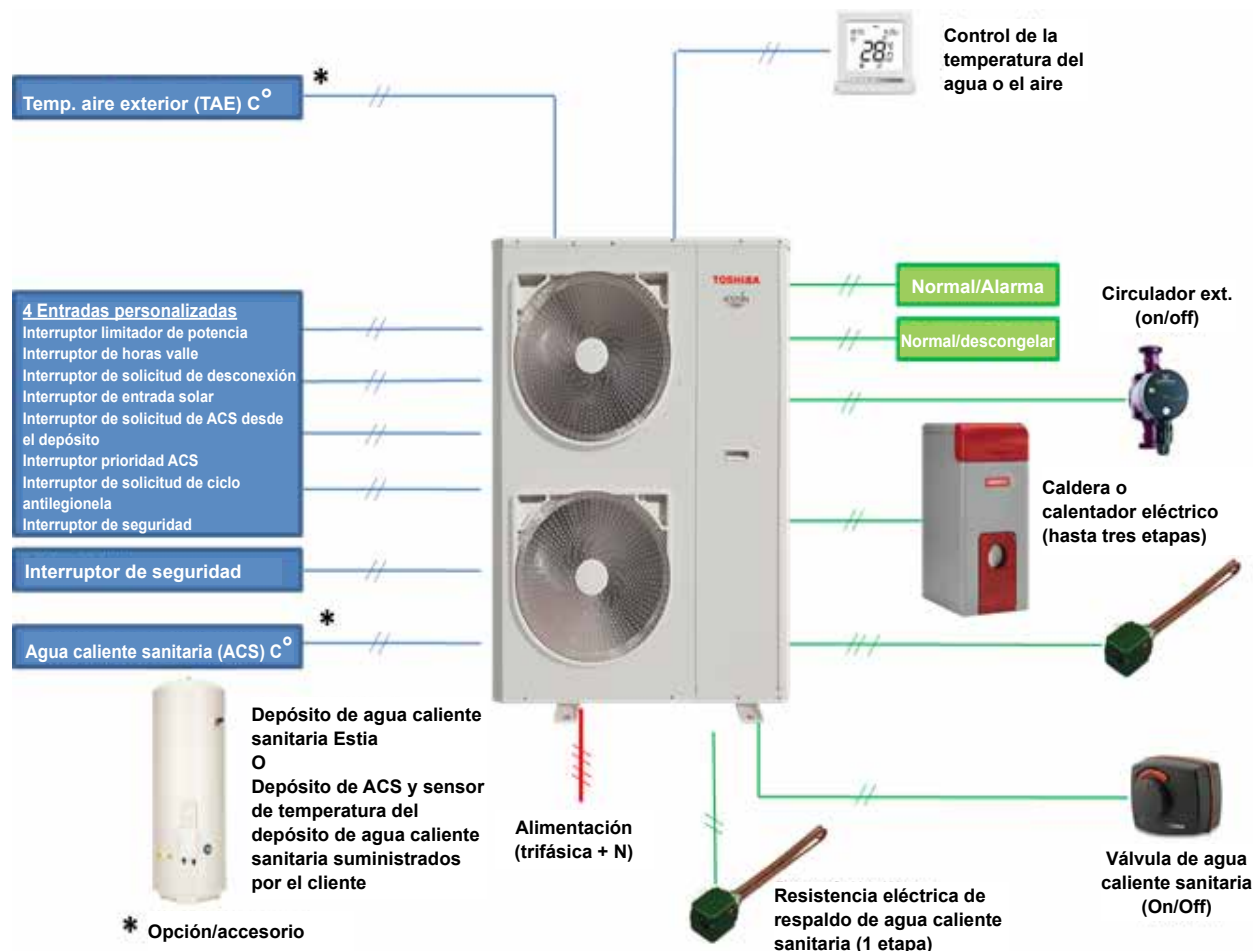 Control de la
temperatura del
agua o el aire
28
*
Temp. aire exterior (TAE) C°
TOSHIBA
4 Entradas personalizadas
Interruptor limitador de potencia
Interruptor de horas valle
Interruptor de solicitud de desconexión
Interruptor de entrada solar
Interruptor de solicitud de ACS desde
el depósito
Interruptor prioridad ACS
Interruptor de solicitud de ciclo
antilegionela
Interruptor de seguridad
Interruptor de seguridad
*
Agua caliente sanitaria (ACS) C°
Normal/Alarma
Normal/descongelar
Circulador ext.
(on/off)
Caldera o
calentador eléctrico
(hasta tres etapas)
Depósito de agua caliente
sanitaria Estia
O
Depósito de ACS y sensor
de temperatura del
depósito de agua caliente
sanitaria suministrados
por el cliente
* Opción/accesorio
Alimentación
(trifásica + N)
Resistencia eléctrica de
respaldo de agua caliente
sanitaria (1 etapa)
Válvula de agua
caliente sanitaria
(On/Off)